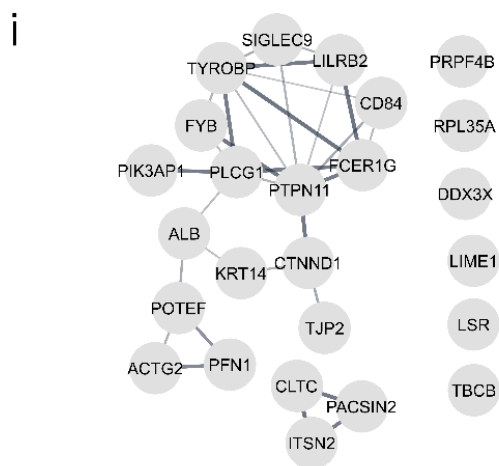 i
SIGLEC9
TYROBP
LILRB2
PRPF4B
CD84
FYB
RPL35A
PIK3AP1
PLCG1
FCER1G
PTPN11
DDX3X
ALB
KRT14
CTNND1
LIME1
POTEF
TJP2
LSR
ACTG2
PFN1
CLTC
PACSIN2
TBCB
ITSN2